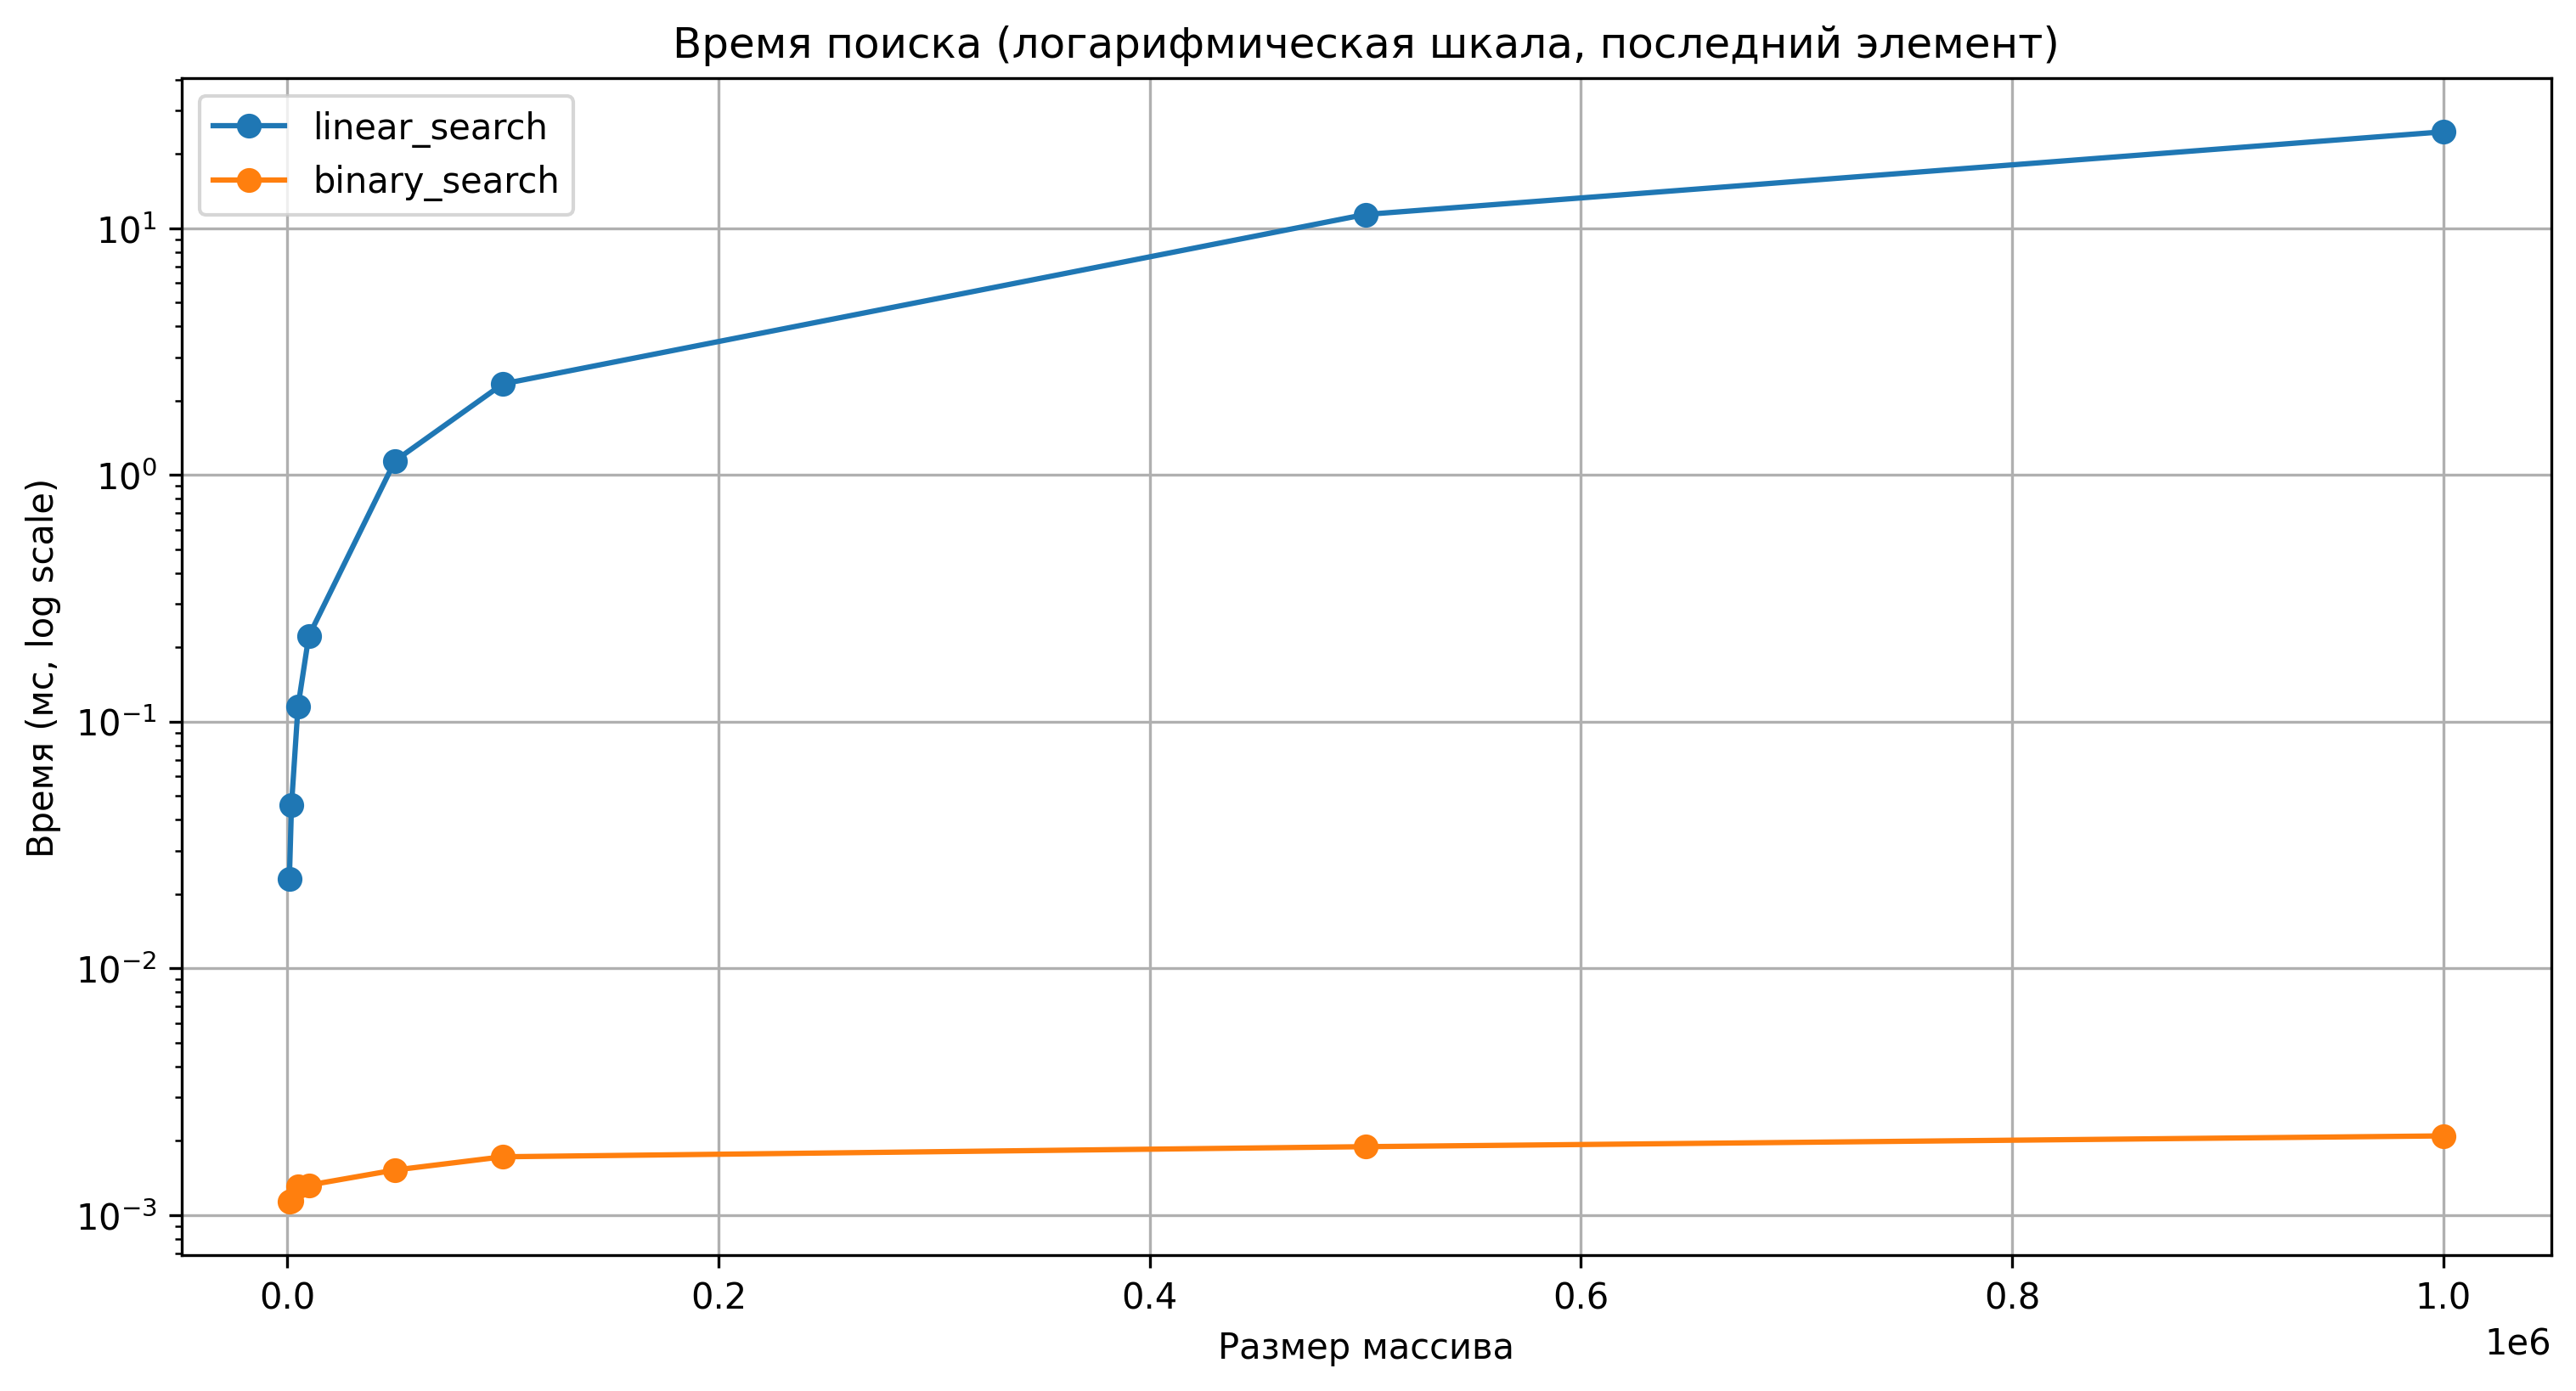 Время поиска (логарифмическая шкала, последний элемент)
linear_search
binary_search
Время (мс, log scale)
10¹
10⁰
10⁻¹
10⁻²
10⁻³
0.0 0.2 0.4 0.6 0.8 1.0
1e6
Размер массива